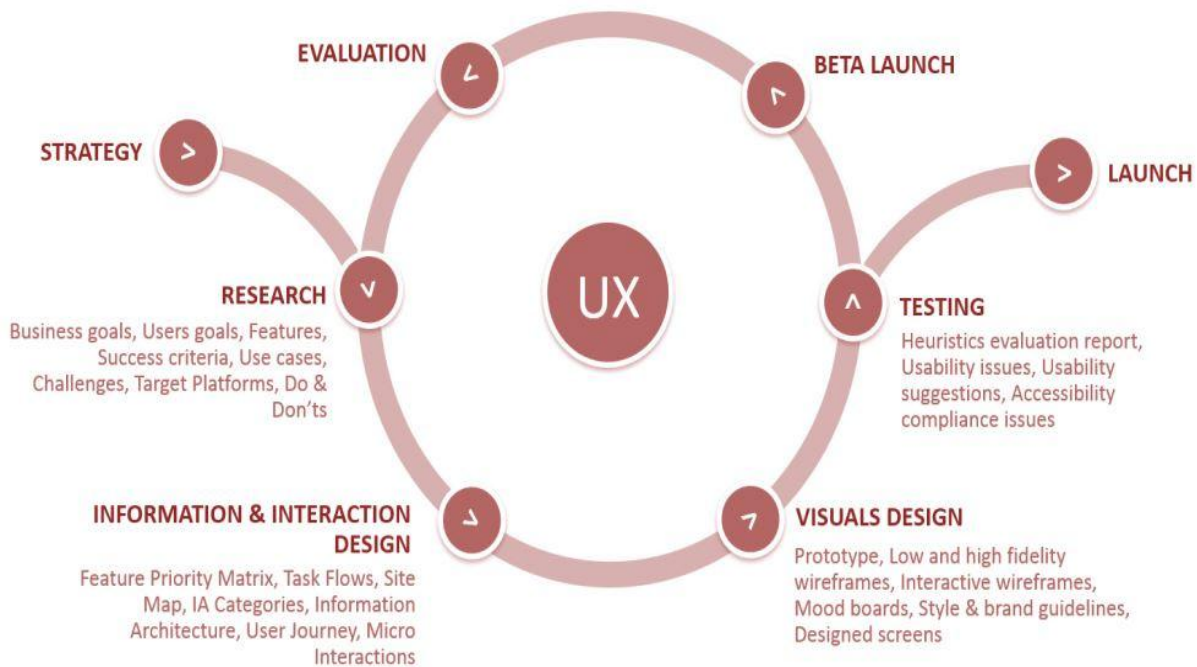 EVALUATION
BETA LAUNCH
STRATEGY
LAUNCH
UX
RESEARCH
Business goals, Users goals, Features,
Success criteria, Use cases,
Challenges, Target Platforms, Do &
Don'ts
TESTING
Heuristics evaluation report,
Usability issues, Usability
suggestions, Accessibility
compliance issues
INFORMATION & INTERACTION
DESIGN
Feature Priority Matrix, Task Flows, Site
Map, IA Categories, Information
Architecture, User Journey, Micro
Interactions
VISUALS DESIGN
Prototype, Low and high fidelity
wireframes, Interactive wireframes,
Mood boards, Style & brand guidelines,
Designed screens